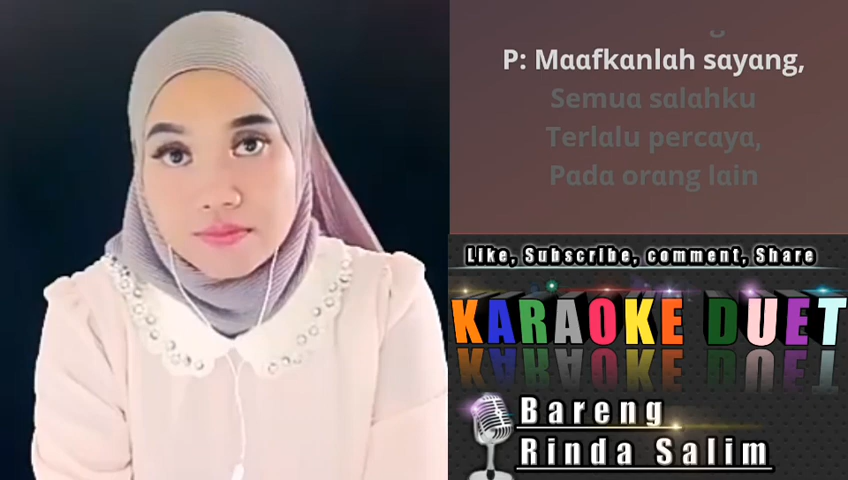 P: Maafkanlah sayang,
Semua salahku
Terlalu percaya,
Pada orang lain
Like, Subscribe, comment, Share
KARAOKE DUET
Bareng
Rinda Salim